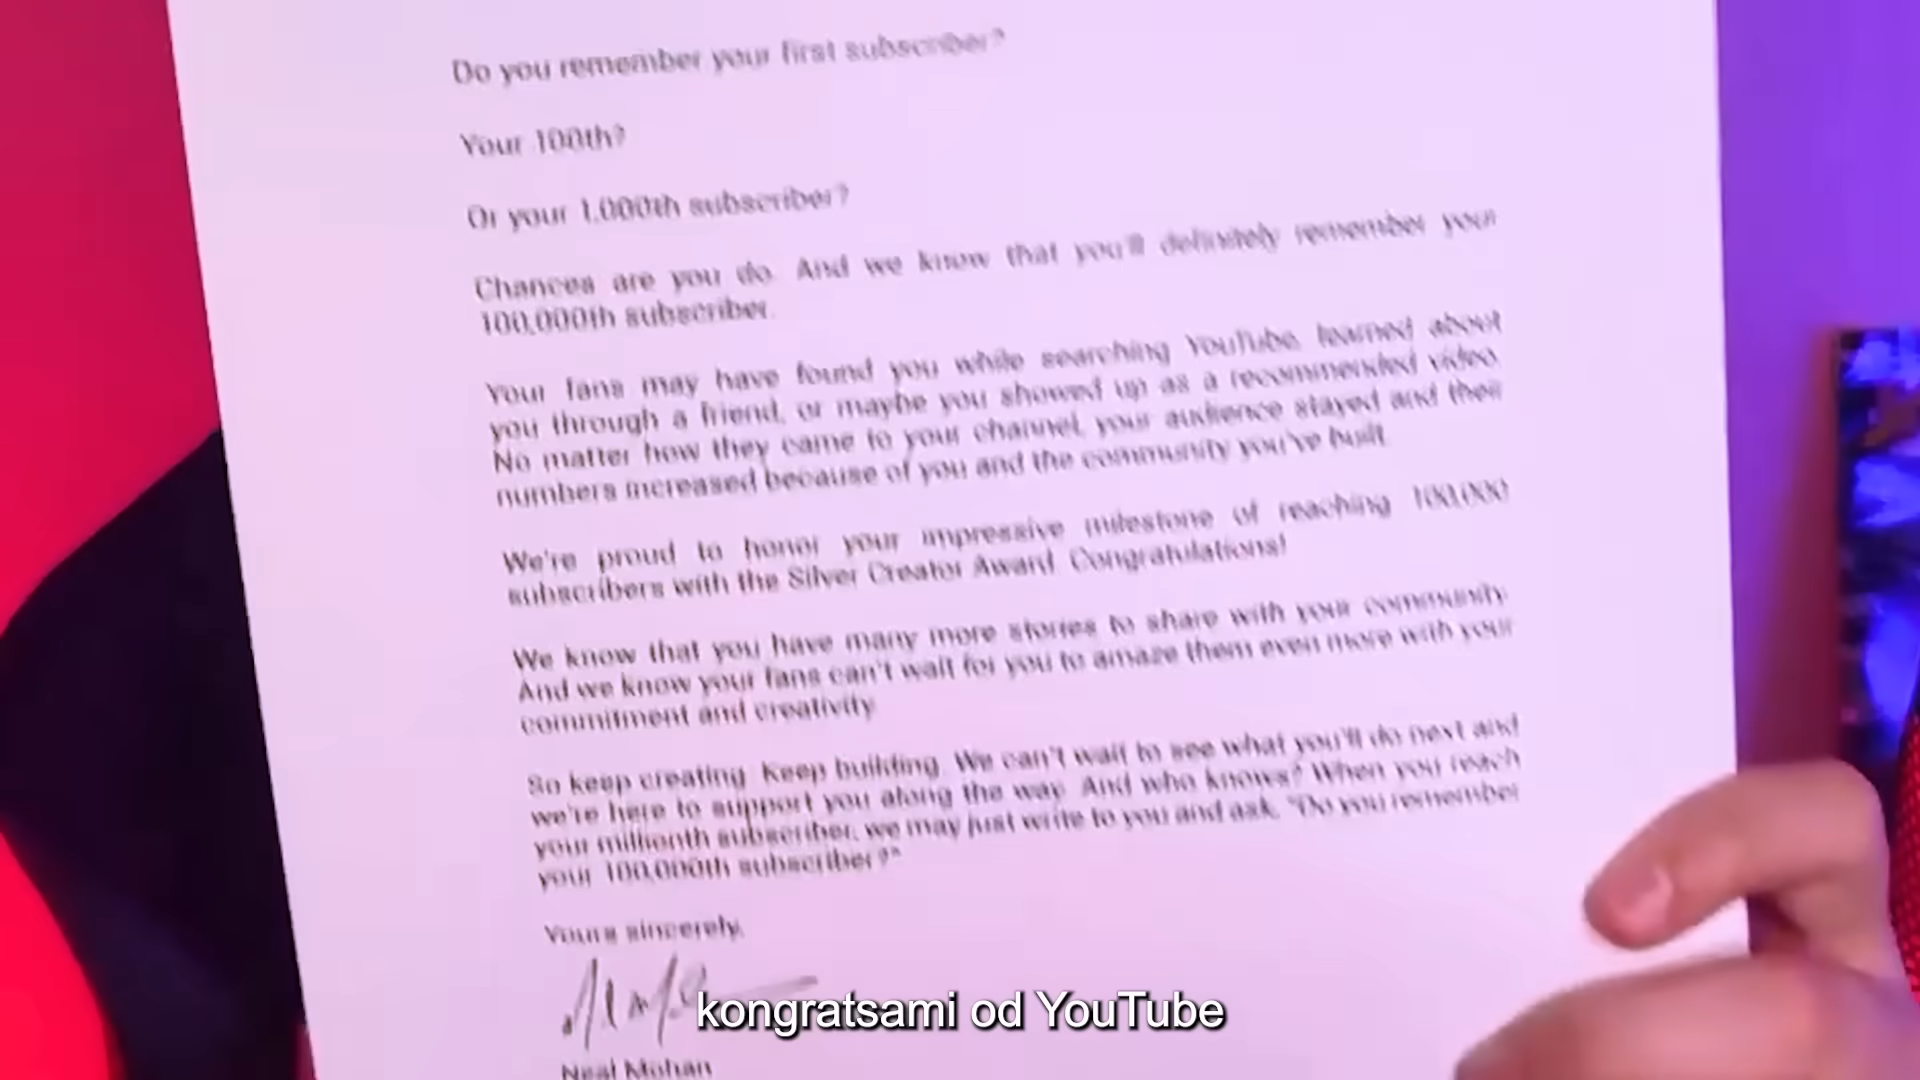 Do you remember your first subscriber?
Your 100th?
Or your 1,000th subscriber?
Chances are you do. And we know that you'll definitely remember your
100,000th subscriber.
Your fans may have found you while searching YouTube, learned about
you through a friend, or maybe you showed up as a recommended video.
No matter how they came to your channel, your audience stayed and their
numbers increased because of you and the community you've built.
We're proud to honor your impressive milestone of reaching 100,000
subscribers with the Silver Creator Award. Congratulations!
We know that you have many more stories to share with your community.
And we know your fans can't wait for you to amaze them even more with your
commitment and creativity.
So keep creating. Keep building. We can't wait to see what you'll do next and
we're here to support you along the way. And who knows? When you reach
your millionth subscriber, we may just write to you and ask, "Do you remember
your 100,000th subscriber?"
Yours sincerely,
kongratsami od YouTube
Neal Mohan